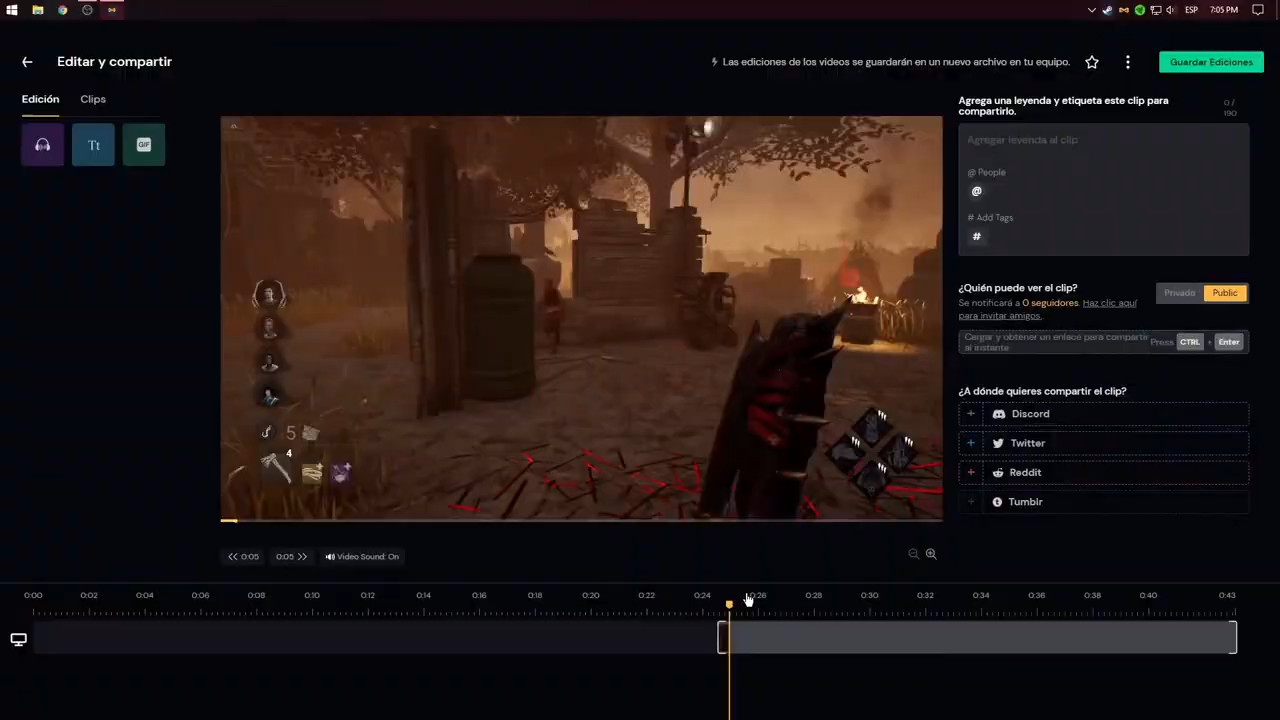 ESP
7:05 PM
Editar y compartir
Las ediciones de los videos se guardarán en un nuevo archivo en tu equipo.
Guardar Ediciones
Edición
Clips
Tt
GIF
Agrega una leyenda y etiqueta este clip para
compartirlo.
0 /
190
Agregar leyenda al clip
@ People
@
# Add Tags
#
¿Quién puede ver el clip?
Se notificará a 0 seguidores. Haz clic aquí
para invitar amigos.
Privado
Public
Cargar y obtener un enlace para compartir
al instante
Press CTRL + Enter
¿A dónde quieres compartir el clip?
+ Discord
+ Twitter
+ Reddit
+ Tumblr
5
4
<< 0:05
0:05 >>
Video Sound: On
0:00 0:02 0:04 0:06 0:08 0:10 0:12 0:14 0:16 0:18 0:20 0:22 0:24 0:26 0:28 0:30 0:32 0:34 0:36 0:38 0:40 0:43